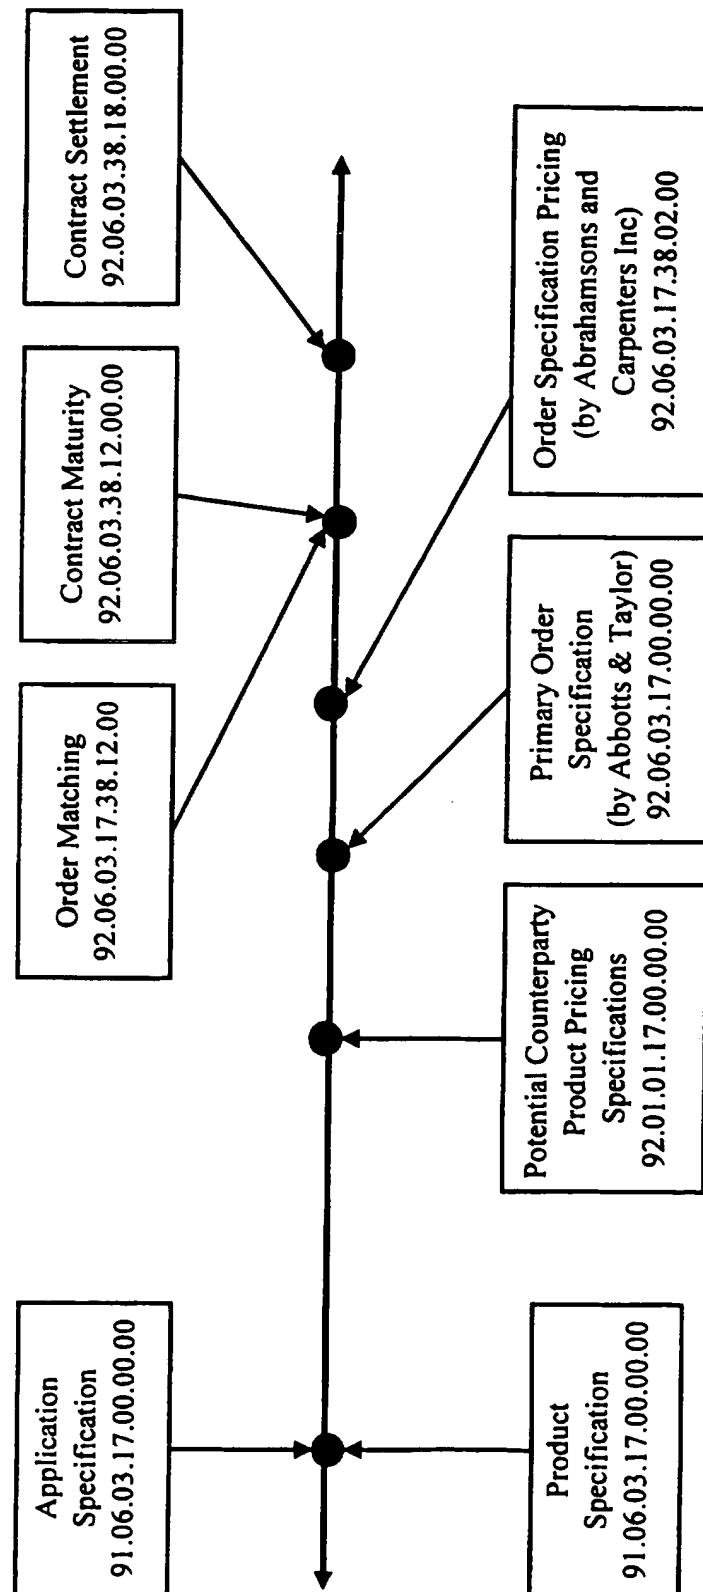 Application
Specification
91.06.03.17.00.00.00
Order Matching
92.06.03.17.38.12.00
Contract Maturity
92.06.03.38.12.00.00
Contract Settlement
92.06.03.38.18.00.00
Product
Specification
91.06.03.17.00.00.00
Potential Counterparty
Product Pricing
Specifications
92.01.01.17.00.00.00
Primary Order
Specification
(by Abbotts & Taylor)
92.06.03.17.00.00.00
Order Specification Pricing
(by Abrahamsons and
Carpenters Inc)
92.06.03.17.38.02.00